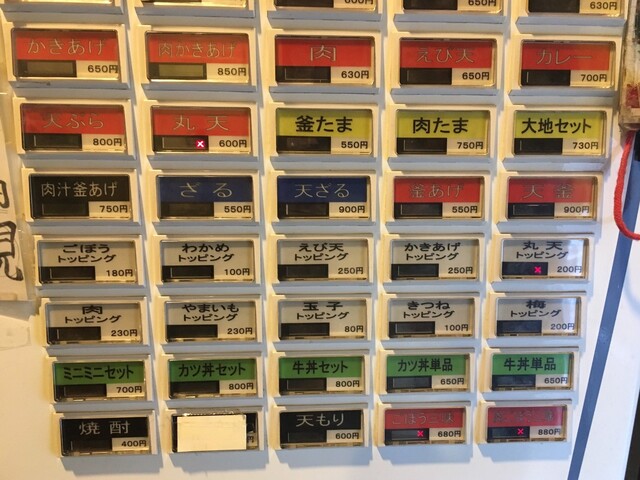 600円
650円
630円
かきあげ
650円
肉かきあげ
850円
肉
630円
えび天
650円
カレー
700円
天ぷら
800円
丸天
600円
釜たま
550円
肉たま
750円
大地セット
730円
肉汁釜あげ
750円
ざる
550円
天ざる
900円
釜あげ
550円
天釜
900円
ごぼう
トッピング
180円
わかめ
トッピング
100円
えび天
トッピング
250円
かきあげ
トッピング
250円
丸天
トッピング
200円
肉
トッピング
230円
やまいも
トッピング
230円
玉子
トッピング
80円
きつね
トッピング
100円
梅
トッピング
200円
ミニミニセット
700円
カツ丼セット
800円
牛丼セット
800円
カツ丼単品
650円
牛丼単品
650円
焼酎
400円
天もり
600円
680円
880円